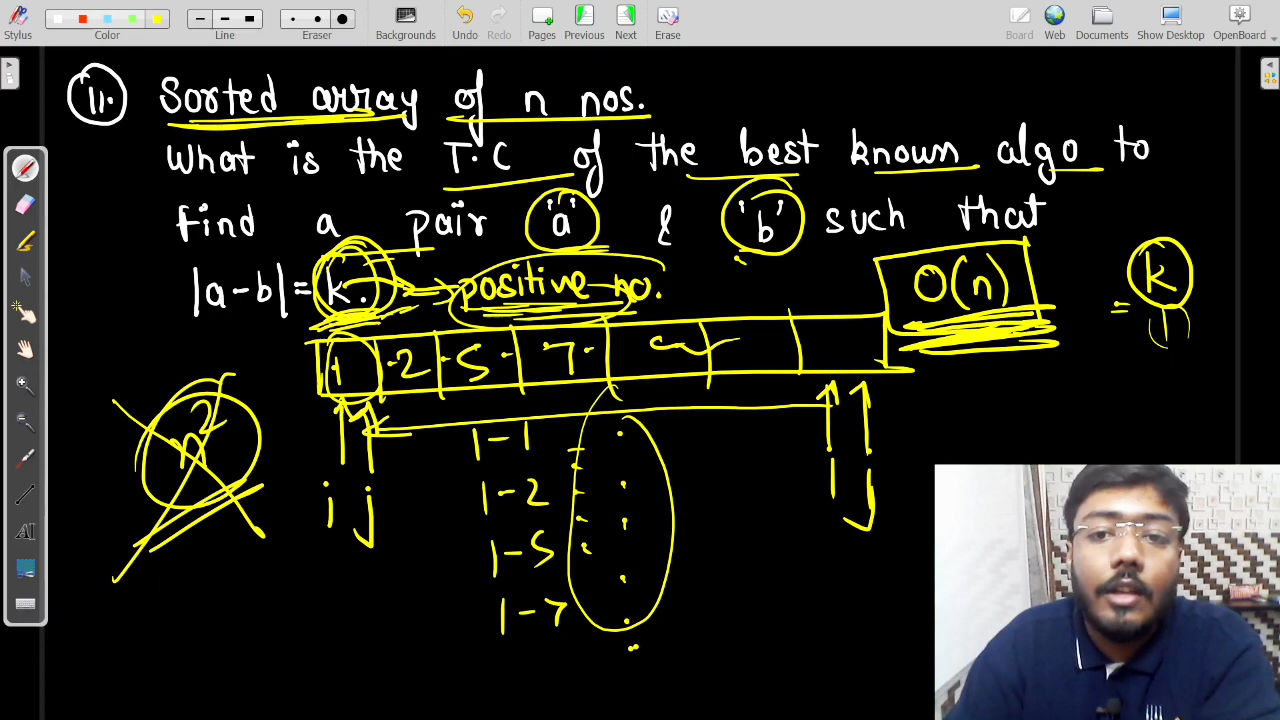 Stylus Color Line Eraser Backgrounds Undo Redo Pages Previous Next Erase Board Web Documents Show Desktop OpenBoard
11. Sorted array of n nos.
What is the T.C of the best known algo to
find a pair 'a' & 'b' such that
|a-b|=k. => positive no. O(n) = k
1 2 5 7
n²
i j i j
1-1
1-2
1-5
1-7